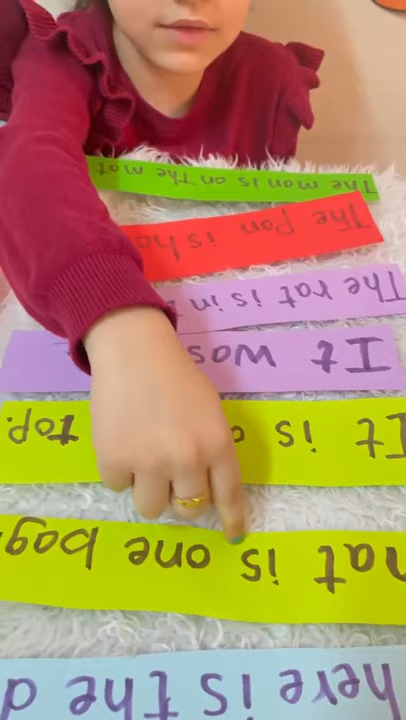 here is the d
hat is one bag.
It is top.
It was
The rat is in
The Pan is ho
The man is on The mat